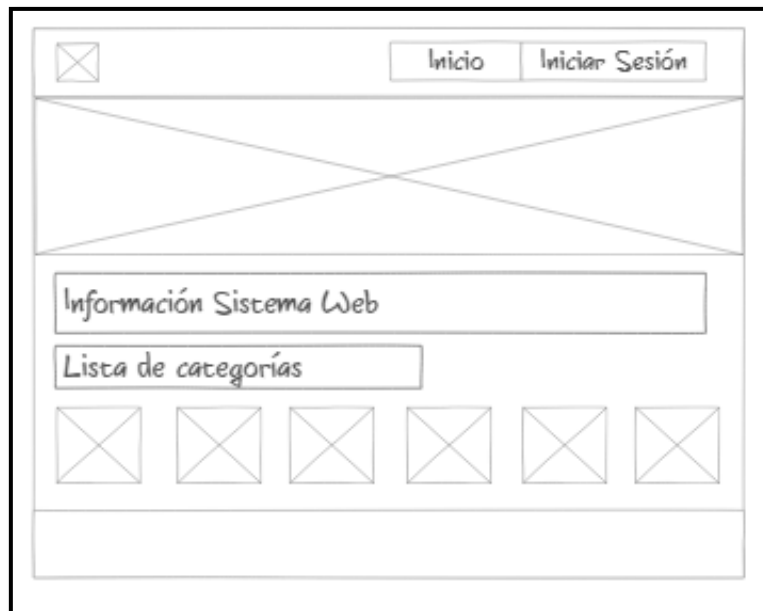 Inicio
Iniciar Sesión
Información Sistema Web
Lista de categorías